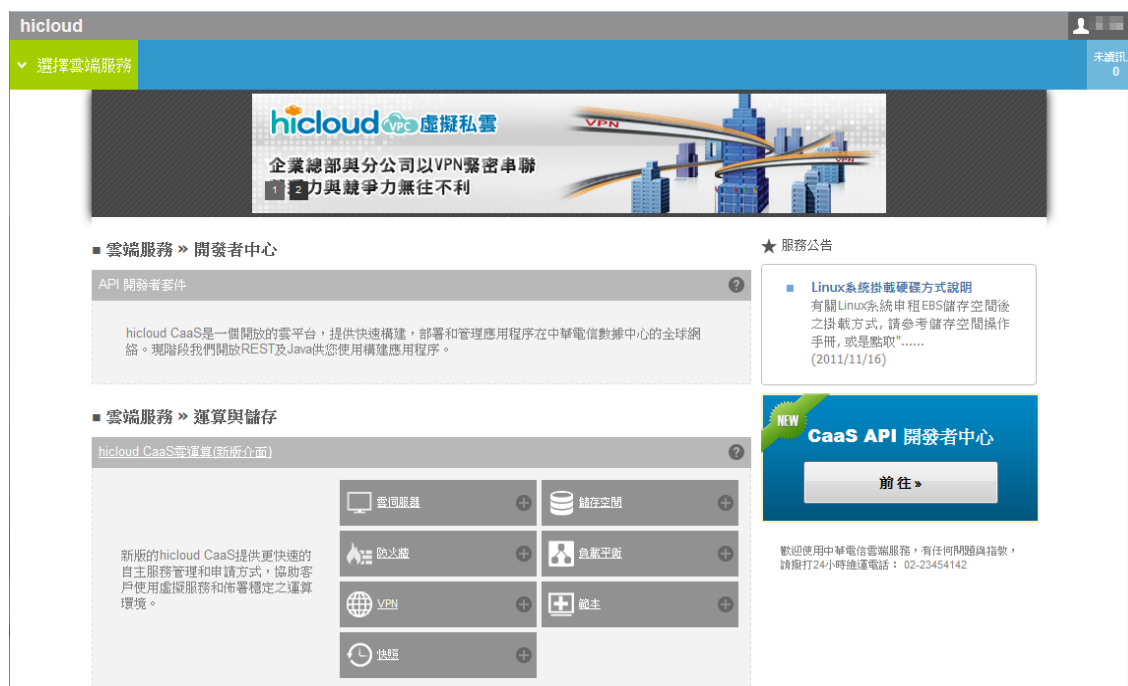 hicloud
選擇雲端服務
未讀訊
0
hicloud VPC 虛擬私雲
VPN
VPN
企業總部與分公司以VPN緊密串聯
1 2 力與競爭力無往不利
■ 雲端服務 » 開發者中心
API 開發者套件
?
hicloud CaaS是一個開放的雲平台，提供快速構建，部署和管理應用程序在中華電信數據中心的全球網
絡。現階段我們開放REST及Java供您使用構建應用程序。
★ 服務公告
Linux系統掛載硬碟方式說明
有關Linux系統申租EBS儲存空間後
之掛載方式, 請參考儲存空間操作
手冊, 或是點取"......
(2011/11/16)
■ 雲端服務 » 運算與儲存
hicloud CaaS雲運算(新版介面)
?
新版的hicloud CaaS提供更快速的
自主服務管理和申請方式，協助客
戶使用虛擬服務和佈署穩定之運算
環境。
雲伺服器
儲存空間
防火牆
負載平衡
VPN
範本
快照
NEW
CaaS API 開發者中心
前往»
歡迎使用中華電信雲端服務，有任何問題與指教，
請撥打24小時維運電話： 02-23454142